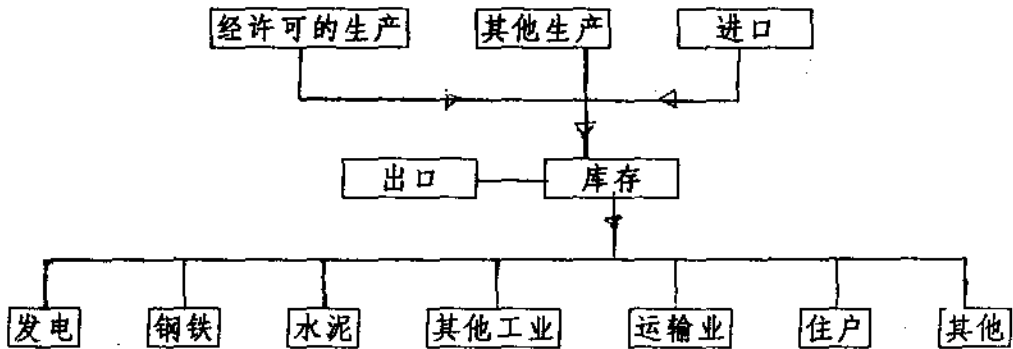 经许可的生产 其他生产 进口
出口 库存
发电 钢铁 水泥 其他工业 运输业 住户 其他